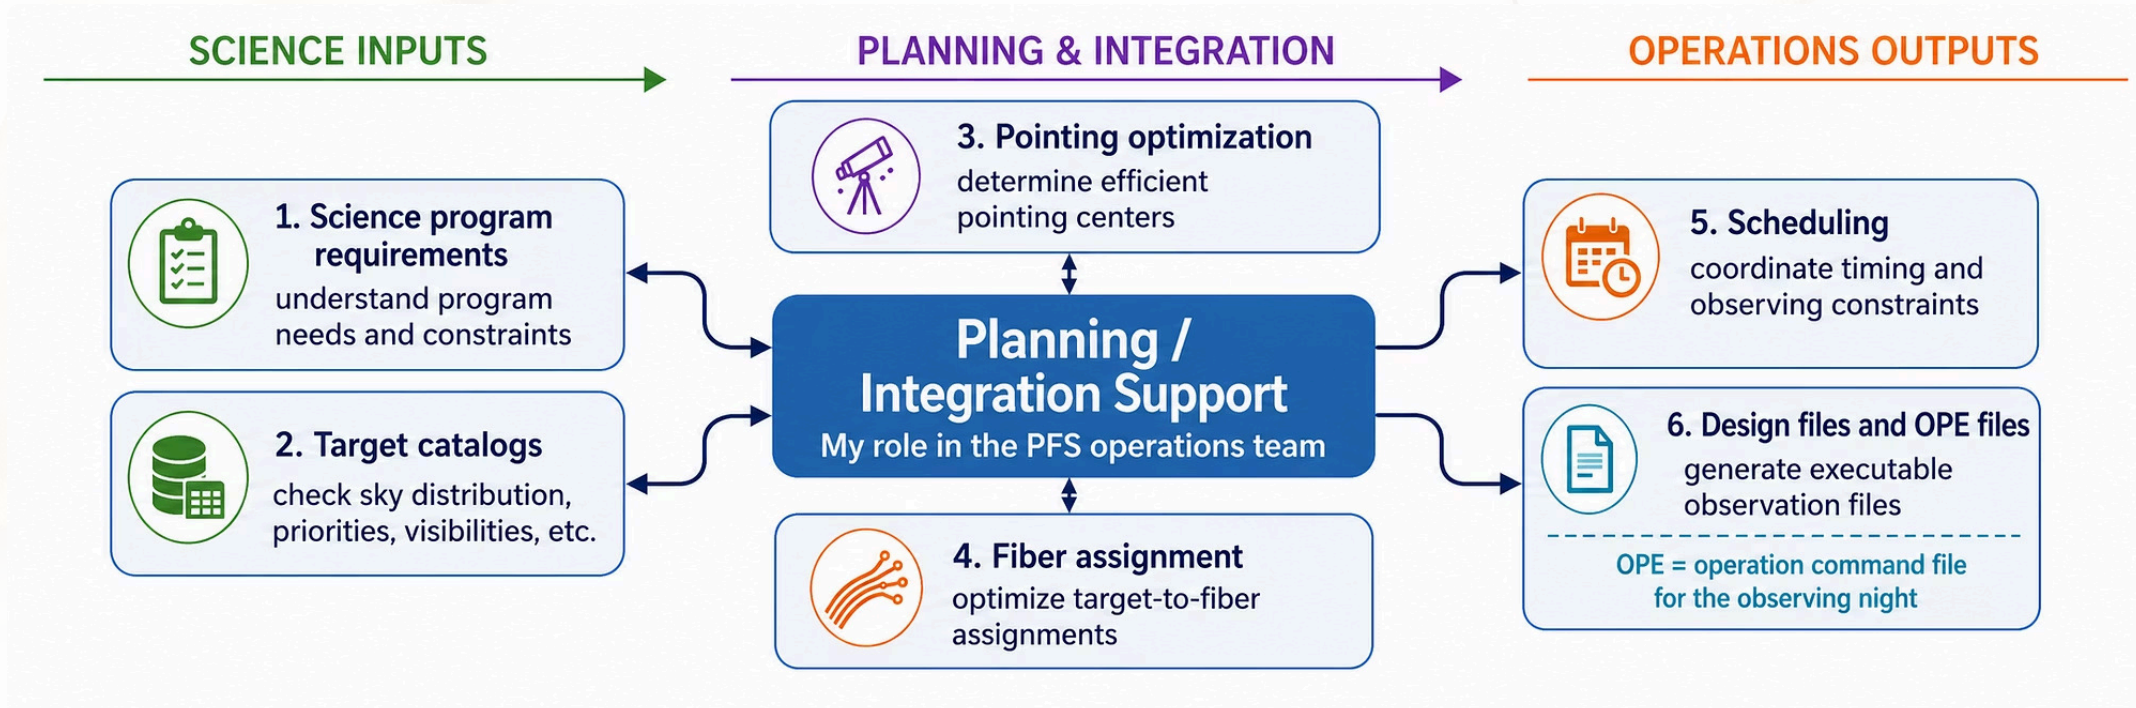 SCIENCE INPUTS
PLANNING & INTEGRATION
OPERATIONS OUTPUTS
1. Science program
requirements
understand program
needs and constraints
2. Target catalogs
check sky distribution,
priorities, visibilities, etc.
3. Pointing optimization
determine efficient
pointing centers
Planning /
Integration Support
My role in the PFS operations team
4. Fiber assignment
optimize target-to-fiber
assignments
5. Scheduling
coordinate timing and
observing constraints
6. Design files and OPE files
generate executable
observation files
OPE = operation command file
for the observing night